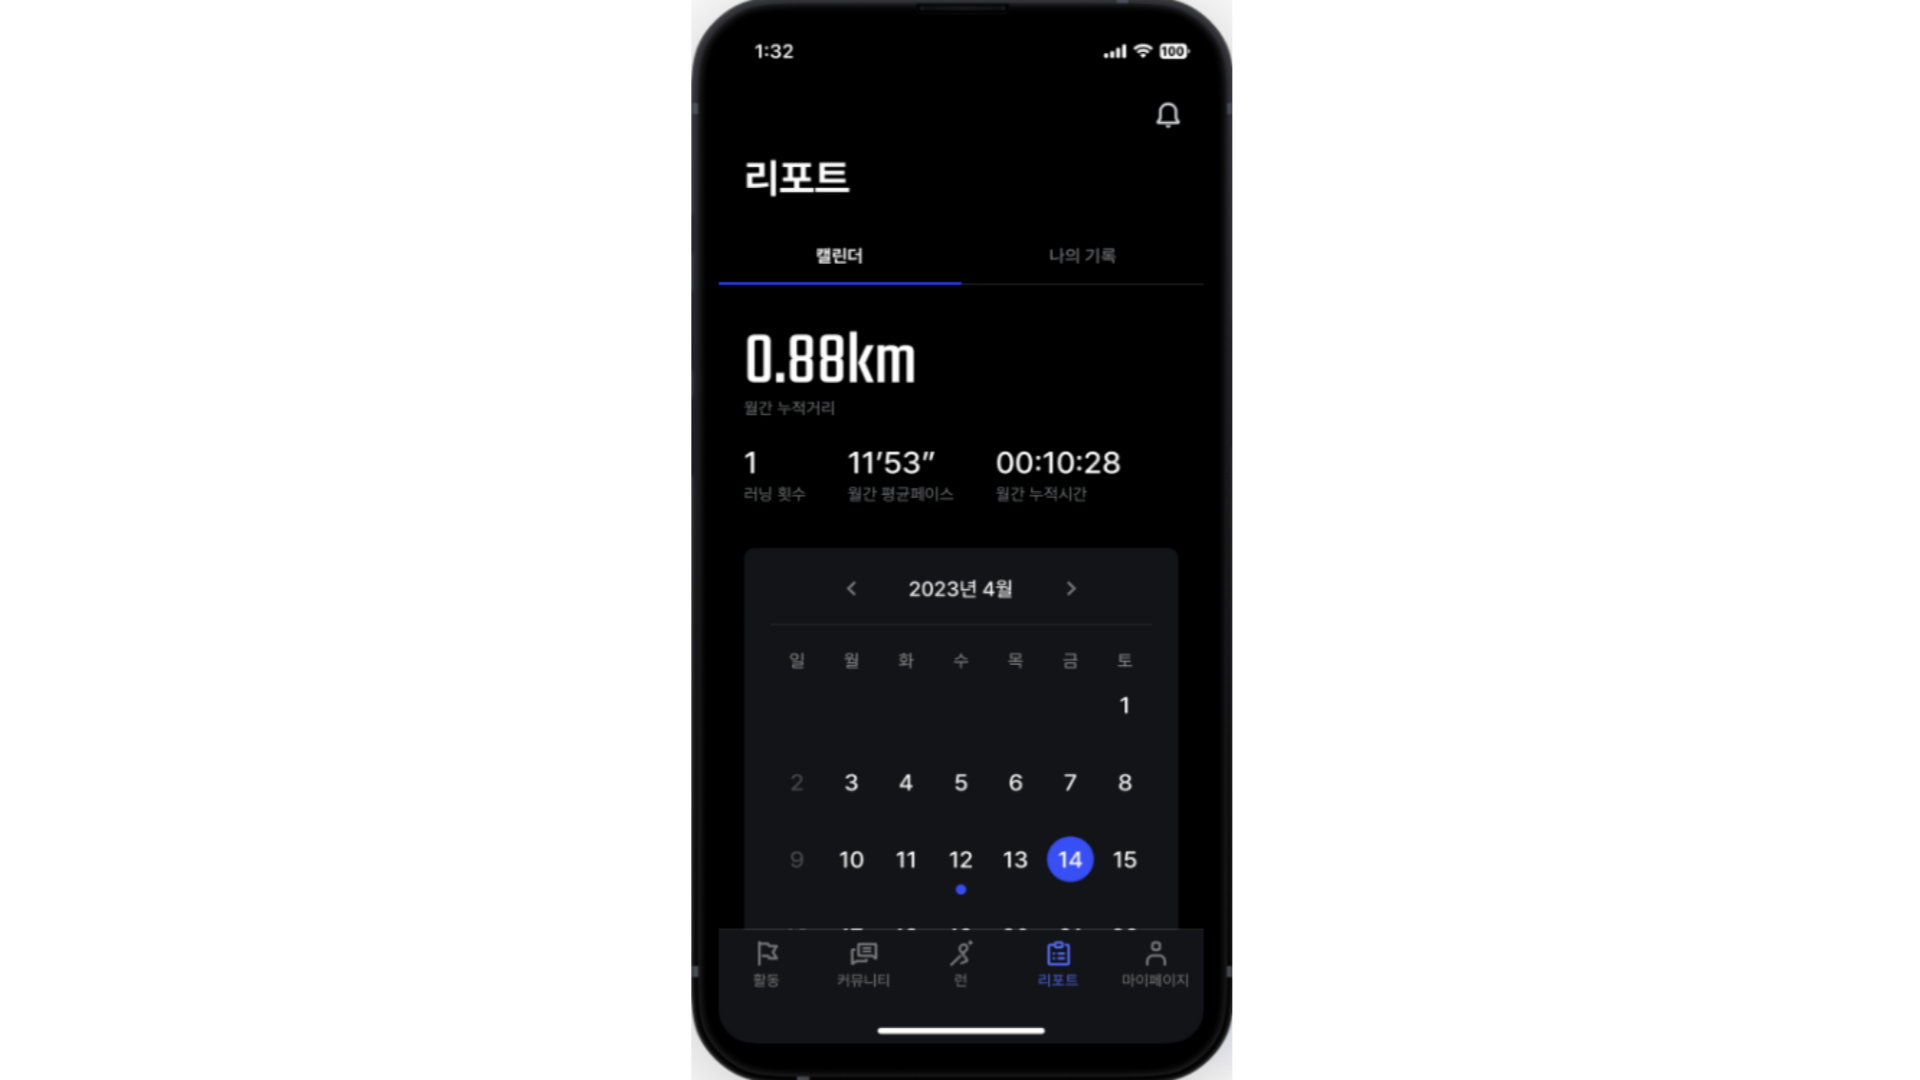 1:32 100
리포트
캘린더 나의 기록
0.88km
월간 누적거리
1 11’53” 00:10:28
러닝 횟수 월간 평균페이스 월간 누적시간
2023년 4월
일 월 화 수 목 금 토
1
2 3 4 5 6 7 8
9 10 11 12 13 14 15
활동 커뮤니티 런 리포트 마이페이지